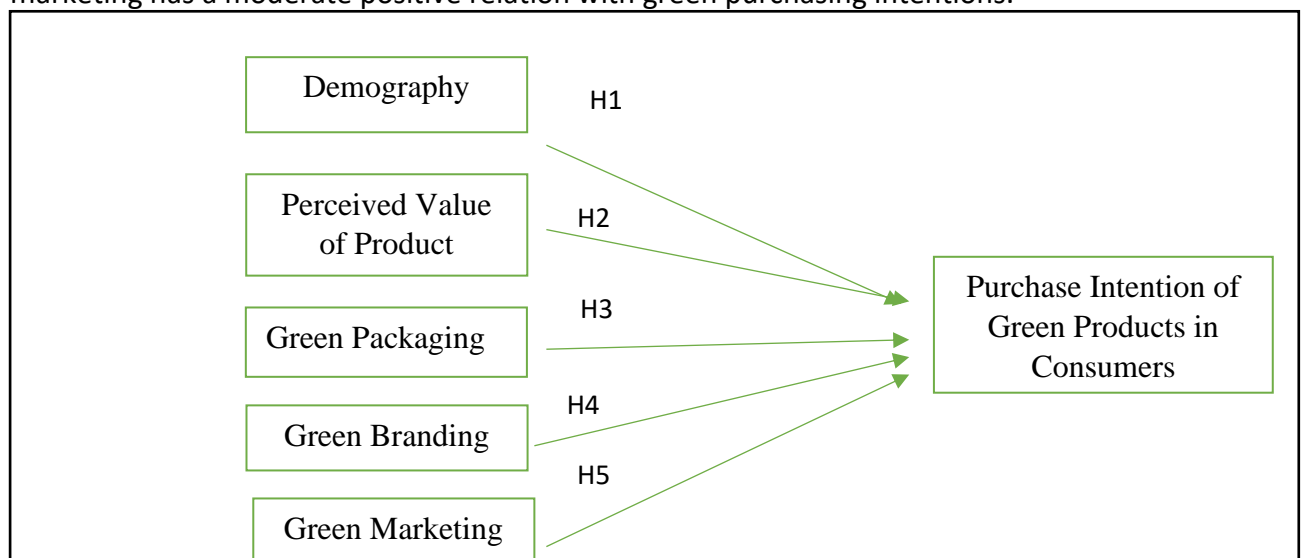 marketing has a moderate positive relation with green purchasing intentions.
Demography
H1
Perceived Value
of Product
H2
Green Packaging
H3
Green Branding
H4
Green Marketing
H5
Purchase Intention of
Green Products in
Consumers